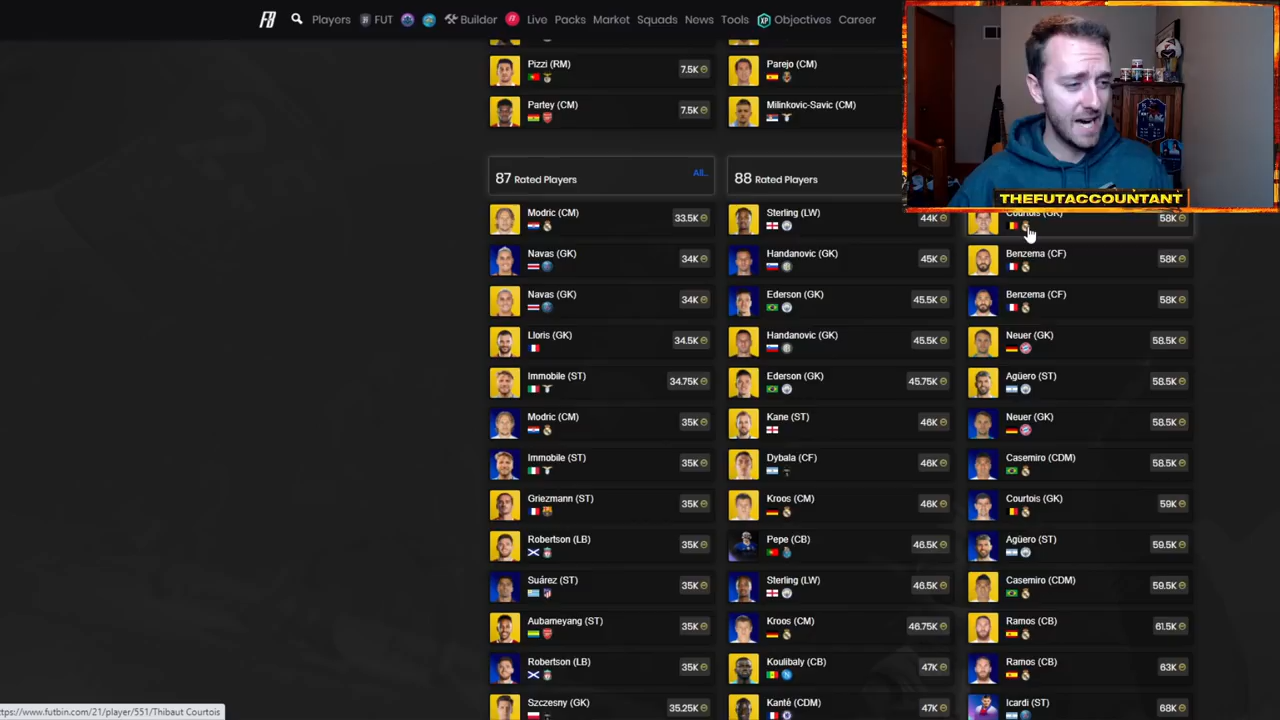 FB Players FUT Builder Live Packs Market Squads News Tools XP Objectives Career
Pizzi (RM) 7.5K
Parejo (CM)
Partey (CM) 7.5K
Milinkovic-Savic (CM)
THEFUTACCOUNTANT
87 Rated Players All..
88 Rated Players
Modric (CM) 33.5K
Sterling (LW) 44K
Courtois (GK) 58K
Navas (GK) 34K
Handanovic (GK) 45K
Benzema (CF) 58K
Navas (GK) 34K
Ederson (GK) 45.5K
Benzema (CF) 58K
Lloris (GK) 34.5K
Handanovic (GK) 45.5K
Neuer (GK) 58.5K
Immobile (ST) 34.75K
Ederson (GK) 45.75K
Agüero (ST) 58.5K
Modric (CM) 35K
Kane (ST) 46K
Neuer (GK) 58.5K
Immobile (ST) 35K
Dybala (CF) 46K
Casemiro (CDM) 58.5K
Griezmann (ST) 35K
Kroos (CM) 46K
Courtois (GK) 59K
Robertson (LB) 35K
Pepe (CB) 46.5K
Agüero (ST) 59.5K
Suárez (ST) 35K
Sterling (LW) 46.5K
Casemiro (CDM) 59.5K
Aubameyang (ST) 35K
Kroos (CM) 46.75K
Ramos (CB) 61.5K
Robertson (LB) 35K
Koulibaly (CB) 47K
Ramos (CB) 63K
Szczesny (GK) 35.25K
Kanté (CDM) 47K
Icardi (ST) 68K
ttps://www.futbin.com/21/player/551/Thibaut Courtois